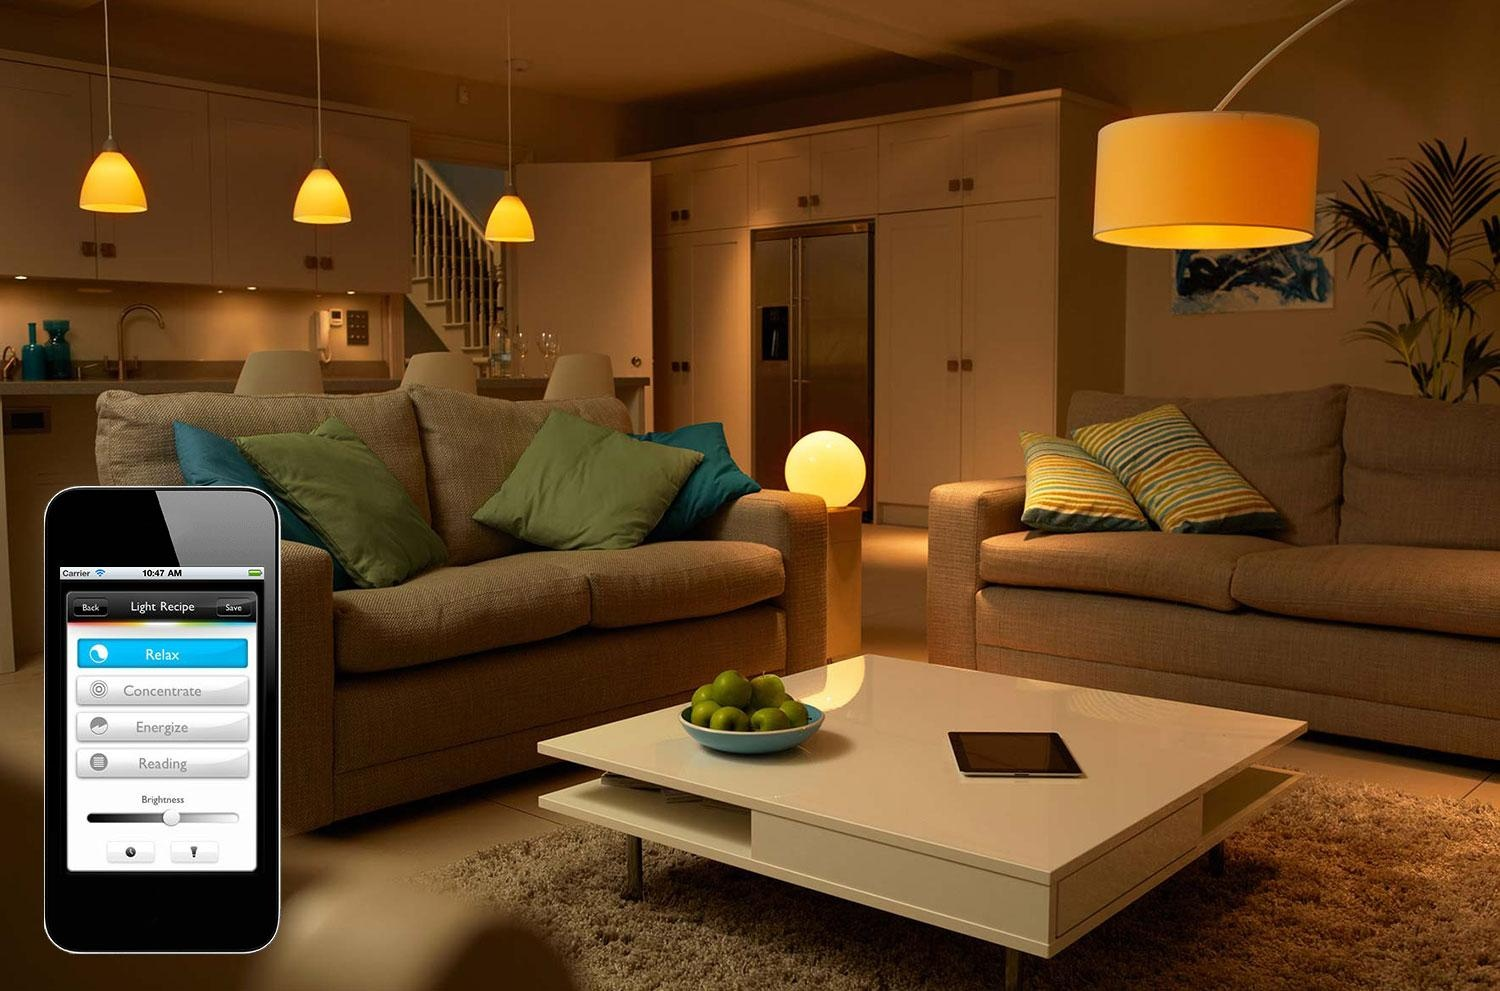 Carrier 10:47 AM
Back Light Recipe Save
Relax
Concentrate
Energize
Reading
Brightness